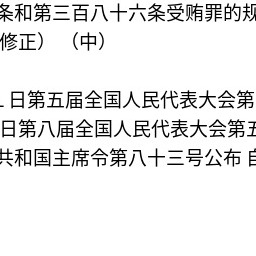 条和第三百八十六条受贿罪的规
修正） （中）
日第五届全国人民代表大会第
日第八届全国人民代表大会第五
共和国主席令第八十三号公布 自